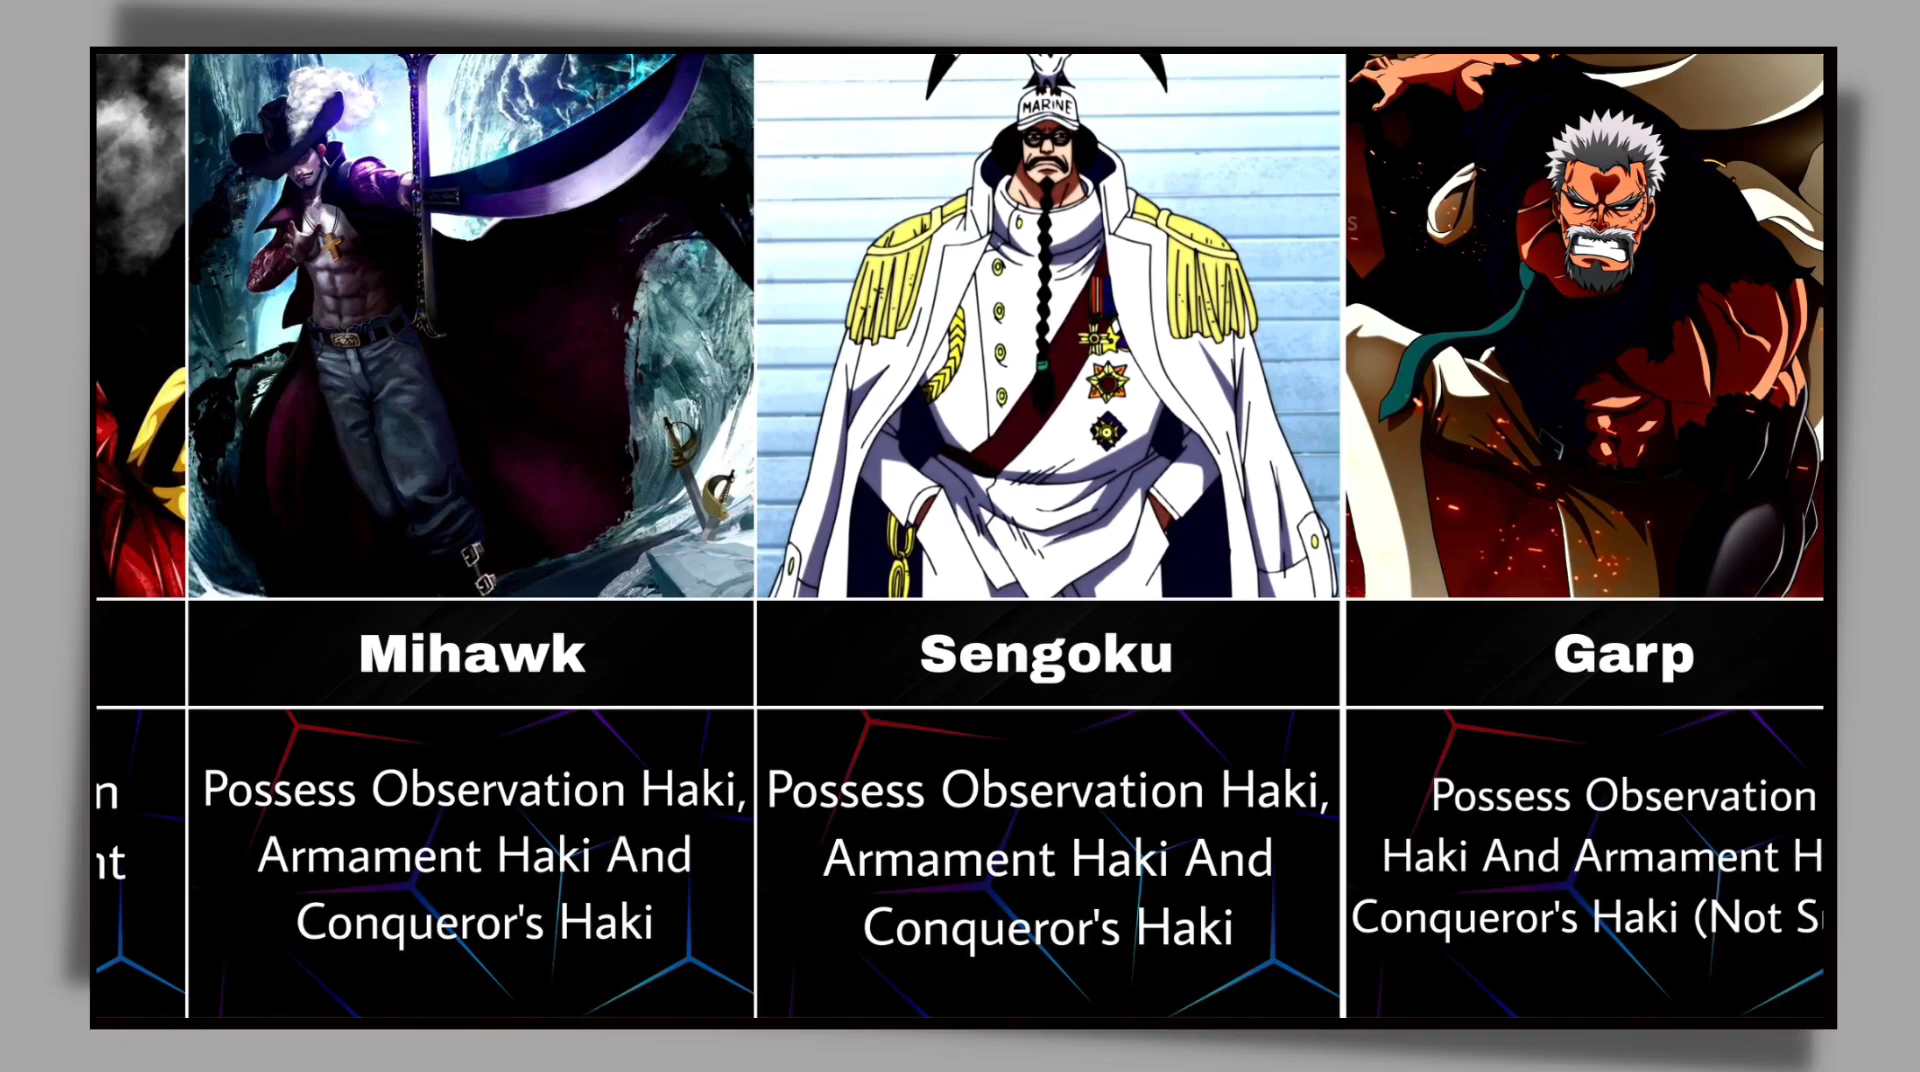 MARINE
Mihawk
Sengoku
Garp
Possess Observation Haki,
Armament Haki And
Conqueror's Haki
Possess Observation Haki,
Armament Haki And
Conqueror's Haki
Possess Observation
Haki And Armament H
Conqueror's Haki (Not S
n
nt